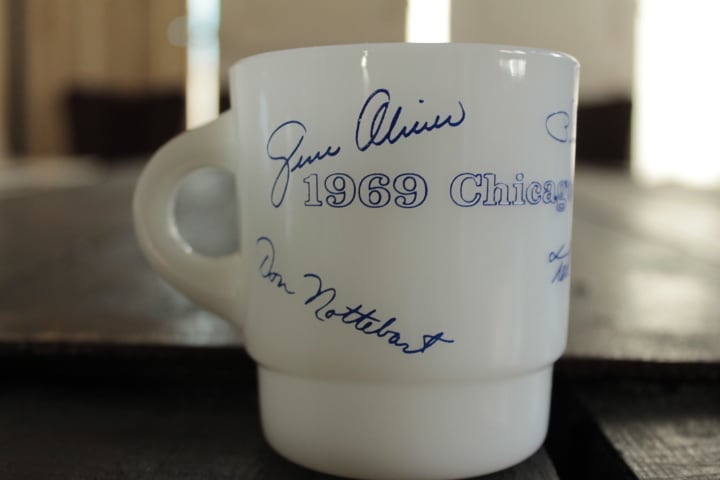 Gene Oliver
1969 Chicag
Don Nottebart